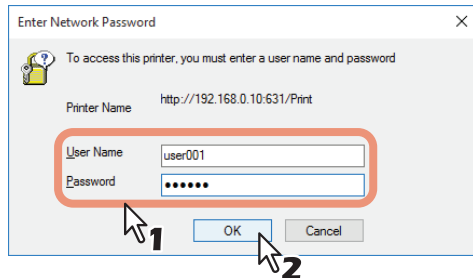 Enter Network Password
To access this printer, you must enter a user name and password
Printer Name http://192.168.0.10:631/Print
User Name user001
Password ••••••
1
OK Cancel
2